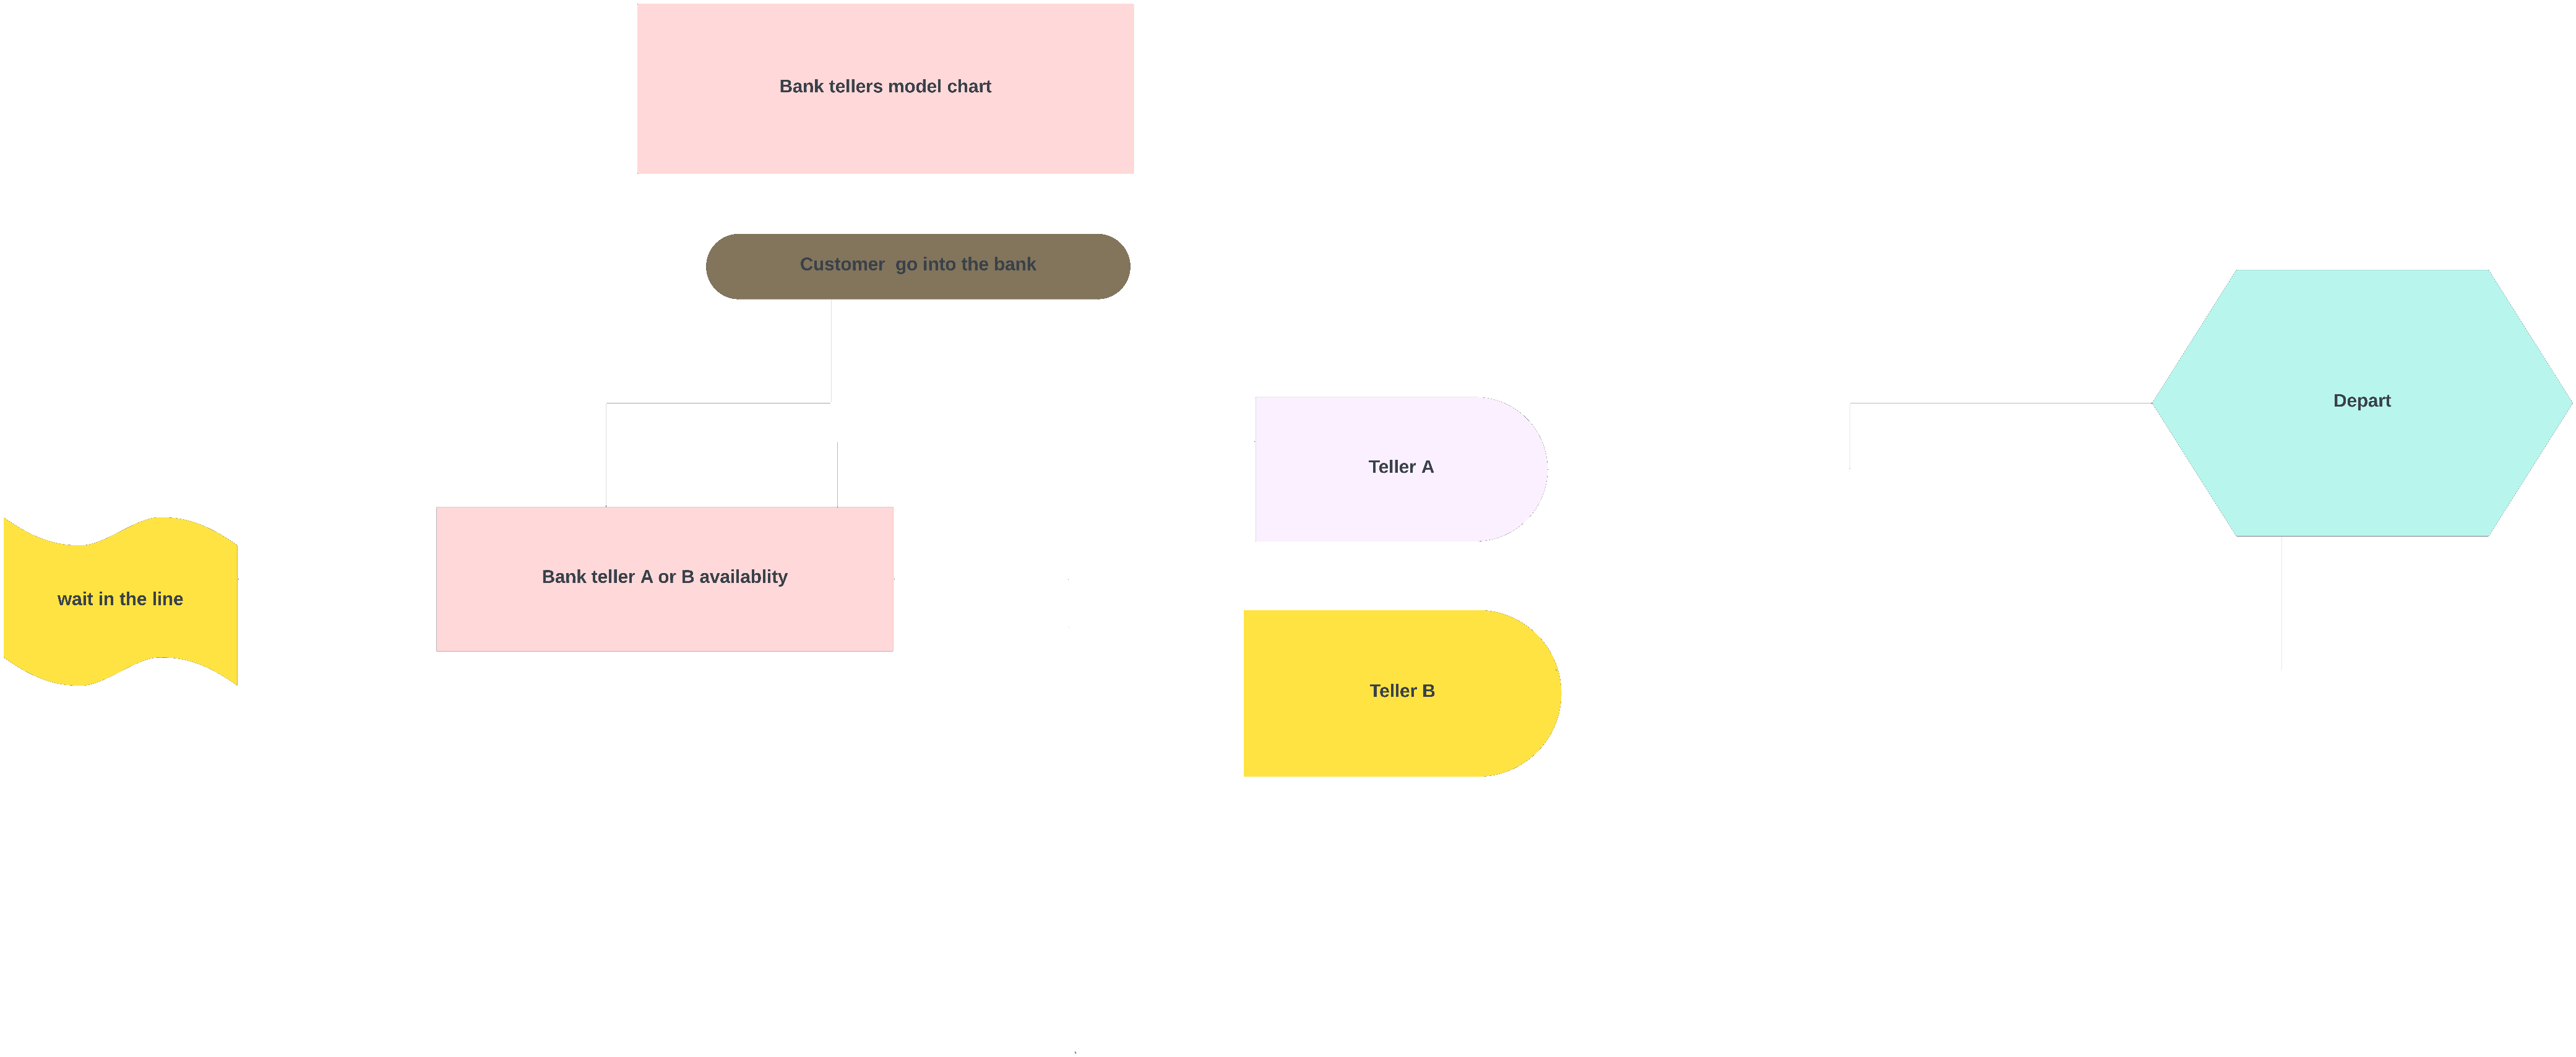 Bank tellers model chart
Customer  go into the bank
Depart
Teller A
Bank teller A or B availablity
wait in the line
Teller B